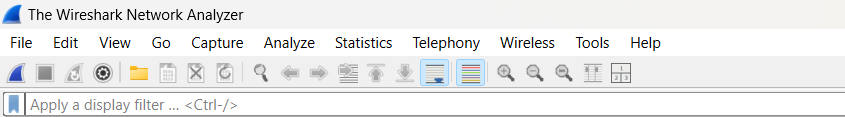 The Wireshark Network Analyzer
File Edit View Go Capture Analyze Statistics Telephony Wireless Tools Help
Apply a display filter ... <Ctrl-/>